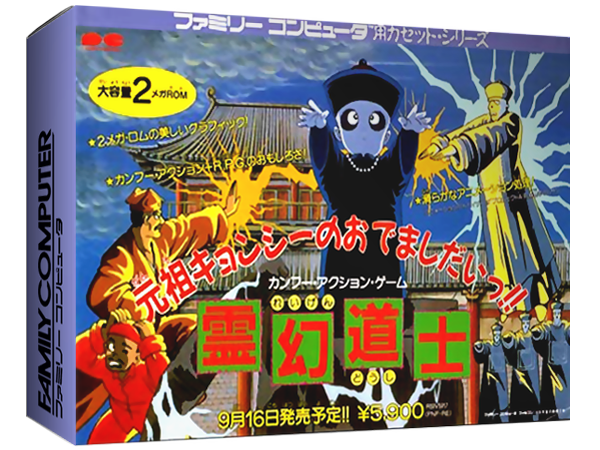 ファミリー コンピュータ 用カセット・シリーズ
大容量2メガROM
★2メガ・ロムの美しいグラフィック!
★カンフー・アクション+R.P.G.のおもしろさ!
★滑らかなアニメーション処理!
元祖キョンシーのおでましだいっ!!
カンフー・アクション・ゲーム
れいげん
霊幻道士
どうし
9月16日発売予定!! ¥5,900
FAMILY COMPUTER
ファミリー コンピュータ